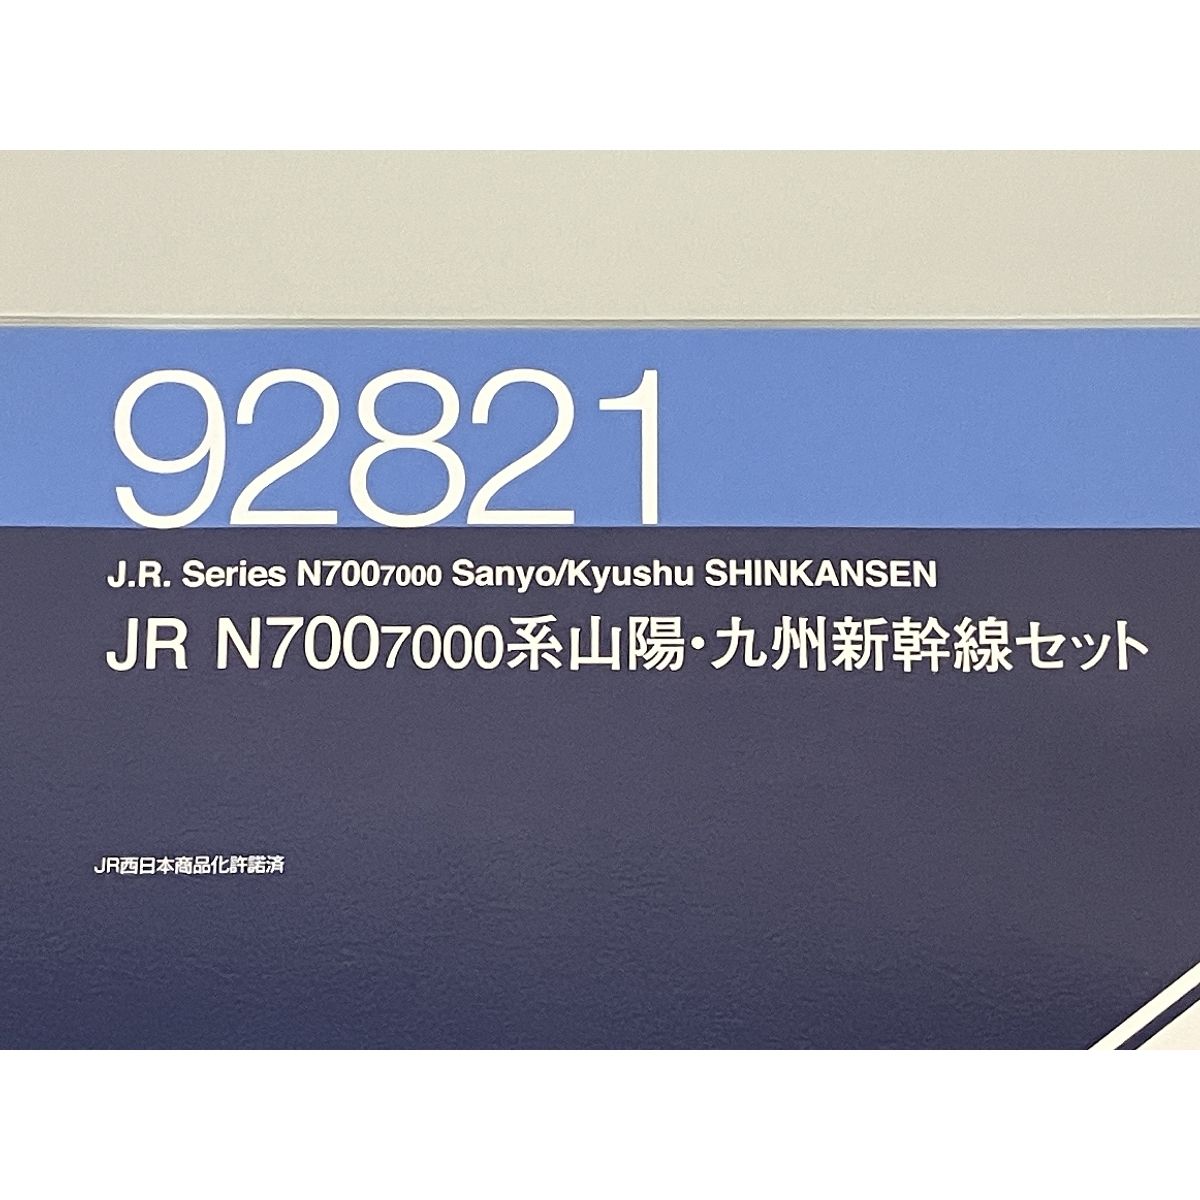 92821
J.R. Series N7007000 Sanyo/Kyushu SHINKANSEN
JR N7007000系山陽・九州新幹線セット
JR西日本商品化許諾済